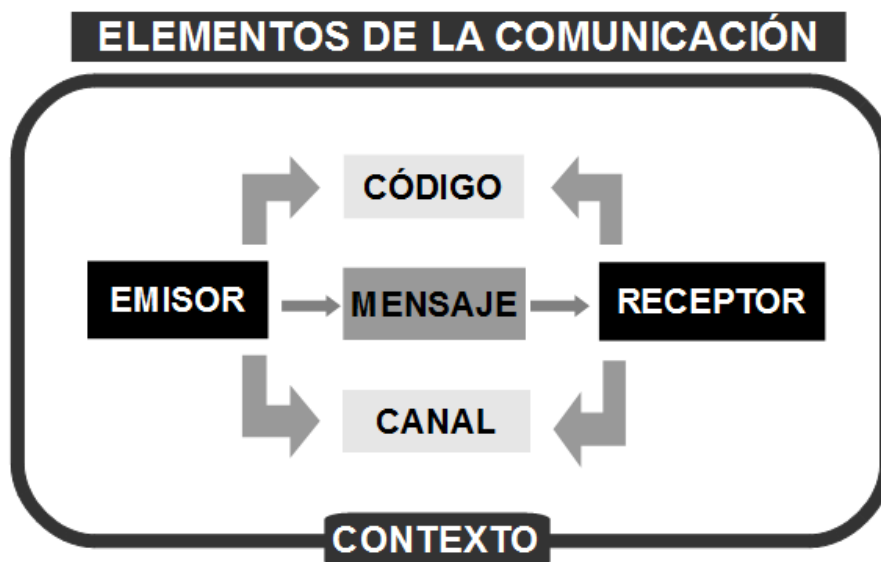 ELEMENTOS DE LA COMUNICACIÓN
CÓDIGO
EMISOR
MENSAJE
RECEPTOR
CANAL
CONTEXTO